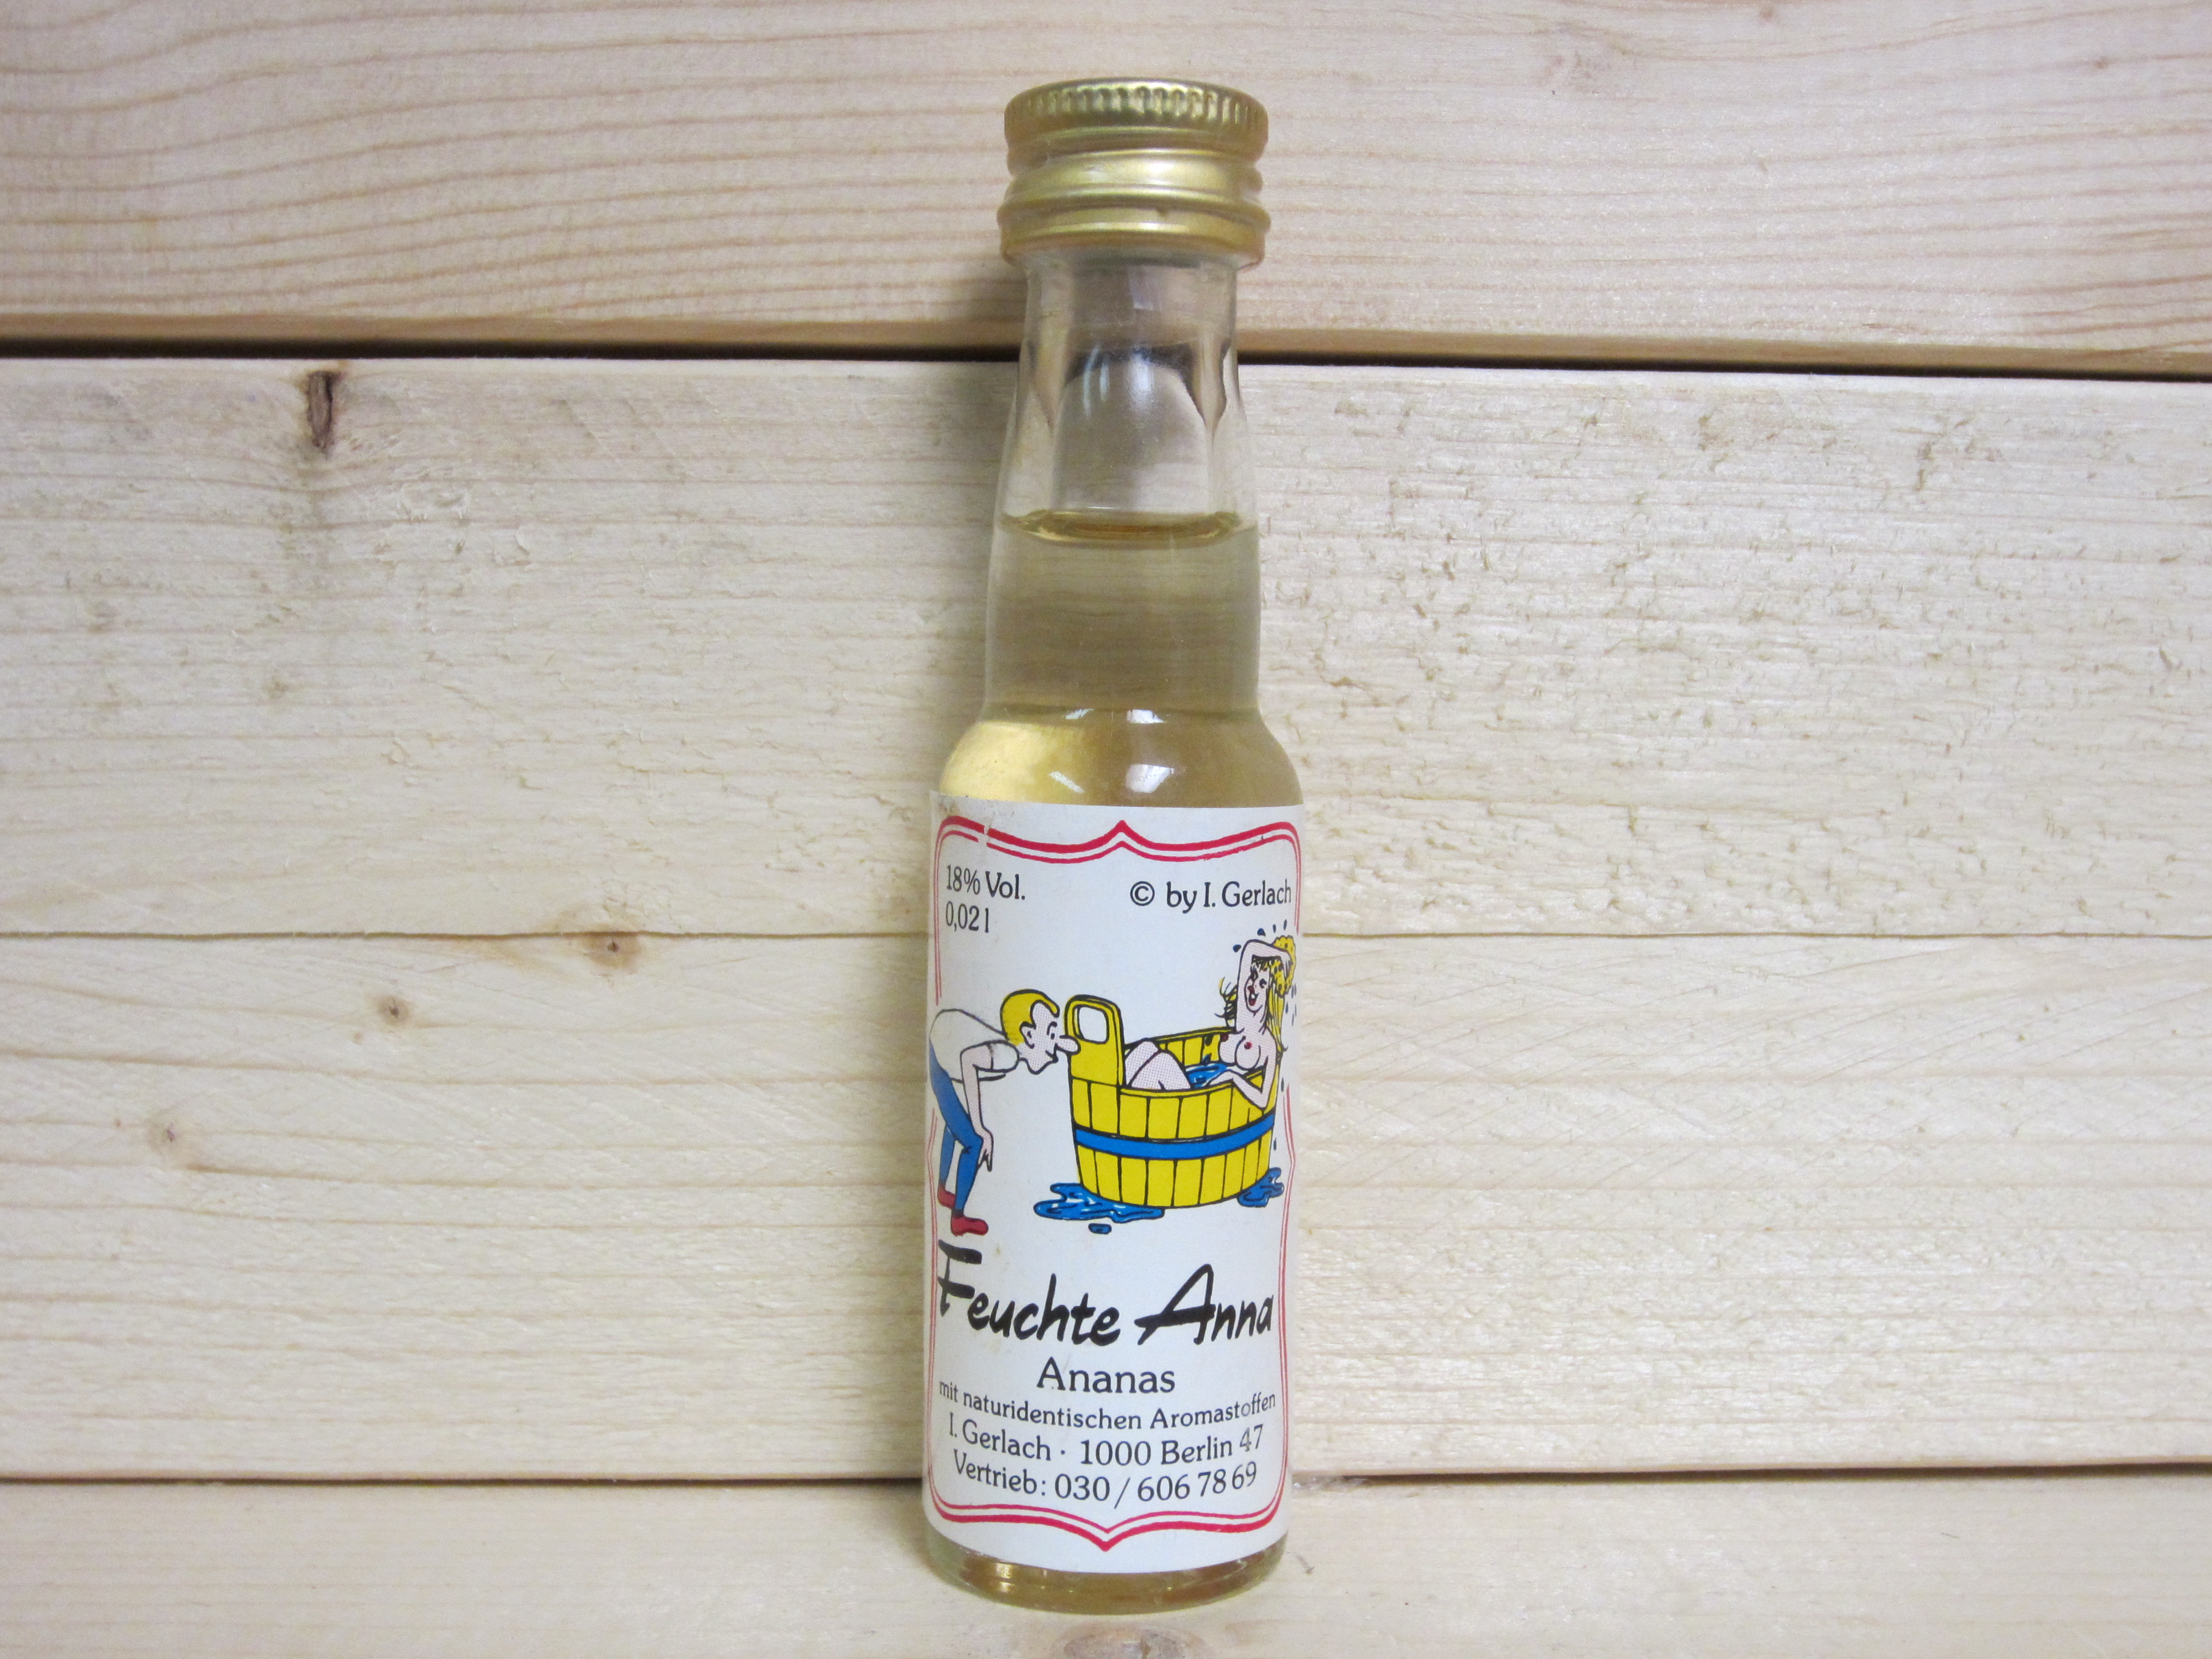 18% Vol.
0,02 l
© by I. Gerlach
Feuchte Anna
Ananas
mit naturidentischen Aromastoffen
I. Gerlach · 1000 Berlin 47
Vertrieb: 030 / 606 78 69